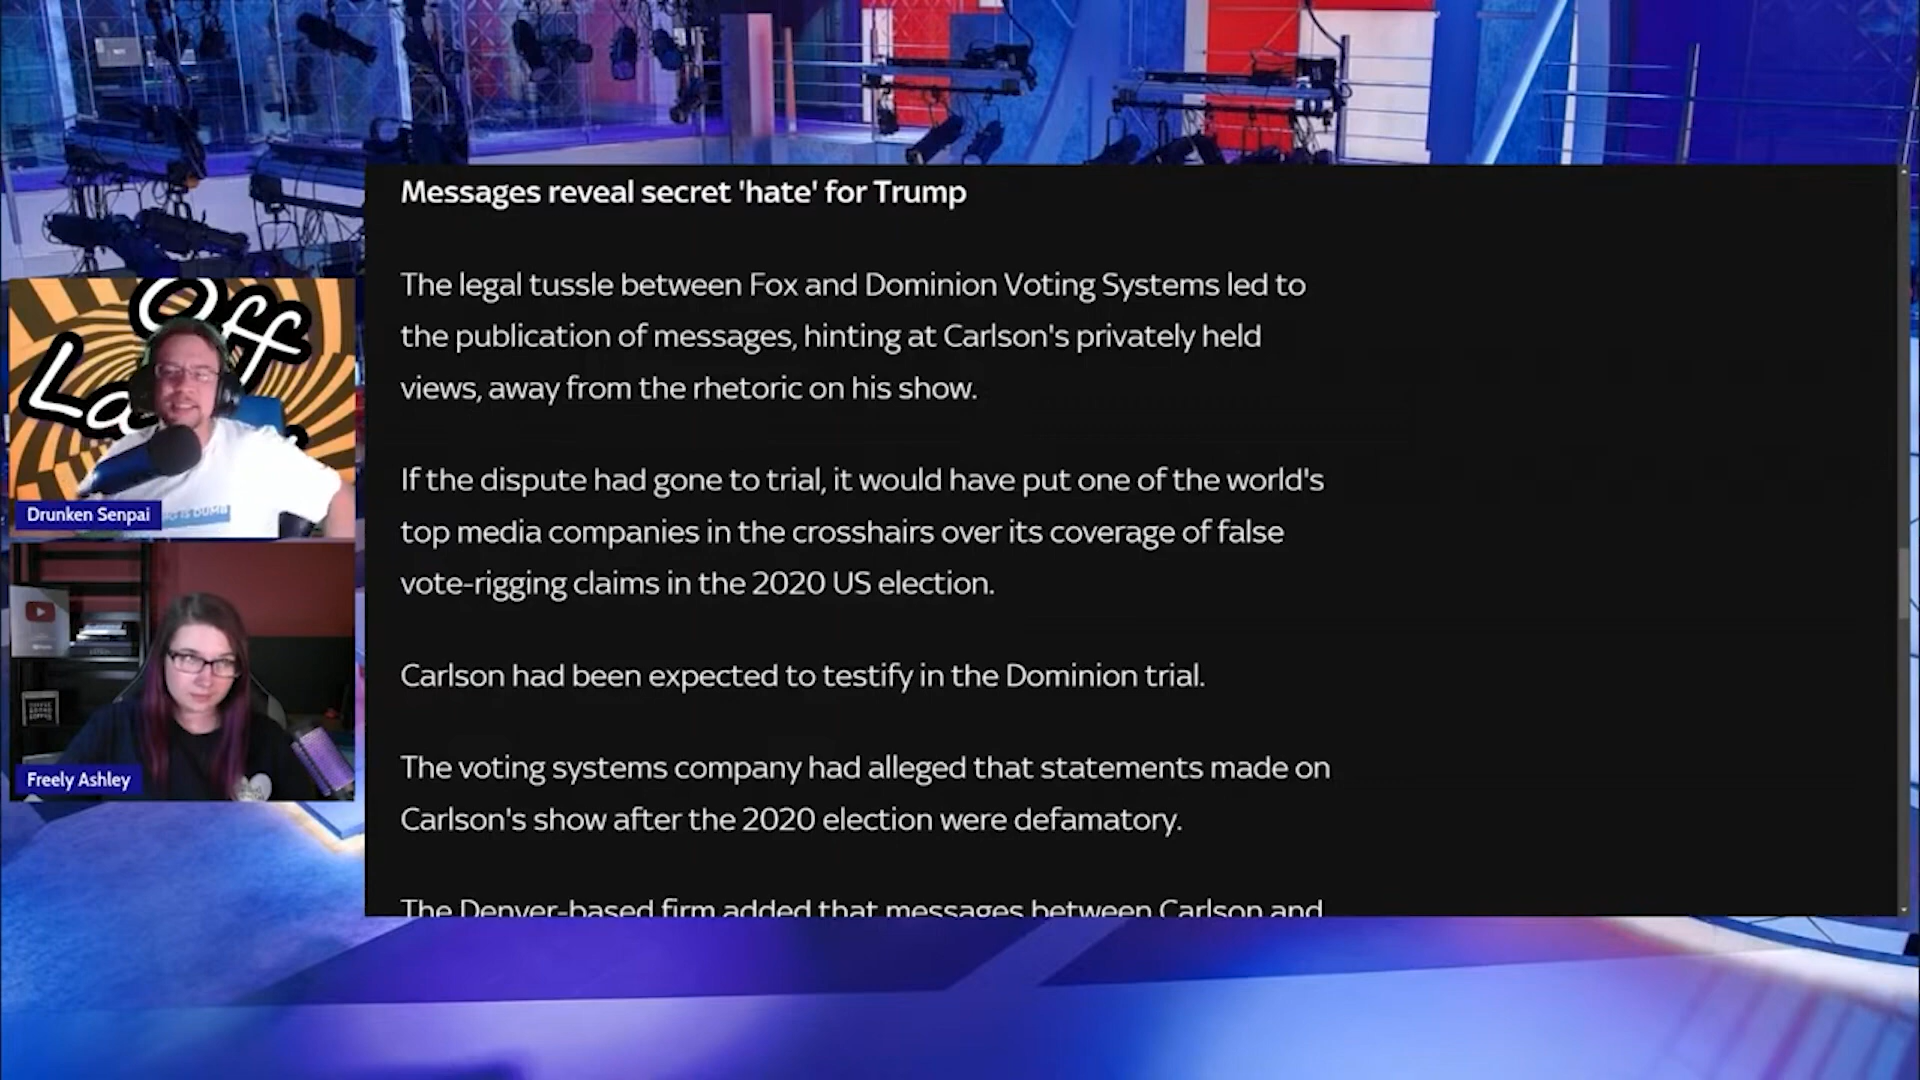 Messages reveal secret 'hate' for Trump
The legal tussle between Fox and Dominion Voting Systems led to
the publication of messages, hinting at Carlson's privately held
views, away from the rhetoric on his show.
If the dispute had gone to trial, it would have put one of the world's
top media companies in the crosshairs over its coverage of false
vote-rigging claims in the 2020 US election.
Carlson had been expected to testify in the Dominion trial.
The voting systems company had alleged that statements made on
Carlson's show after the 2020 election were defamatory.
The Denver-based firm added that messages between Carlson and
Off
Drunken Senpai
Freely Ashley